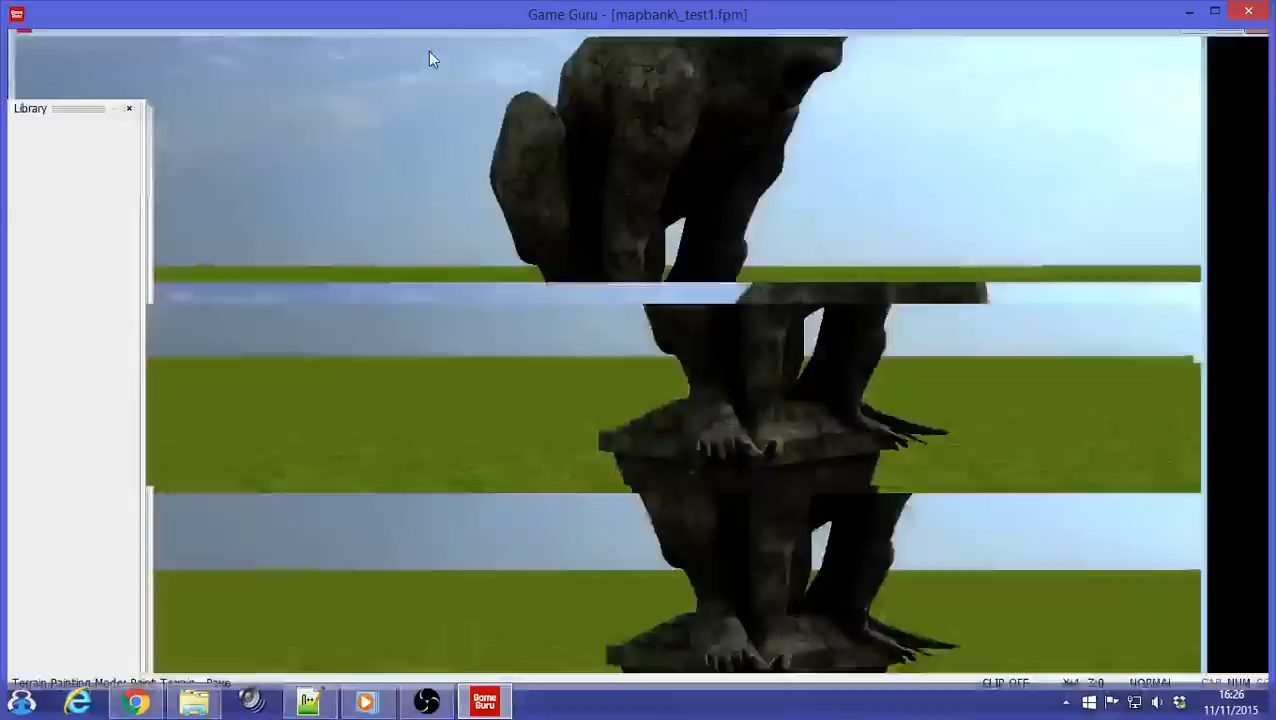 Game Guru - [mapbank\_test1.fpm]
Library
Terrain Painting Mode: Paint Terrain -
CLIP OFF
NORMAL
NUM
Game
Guru
16:26
11/11/2015